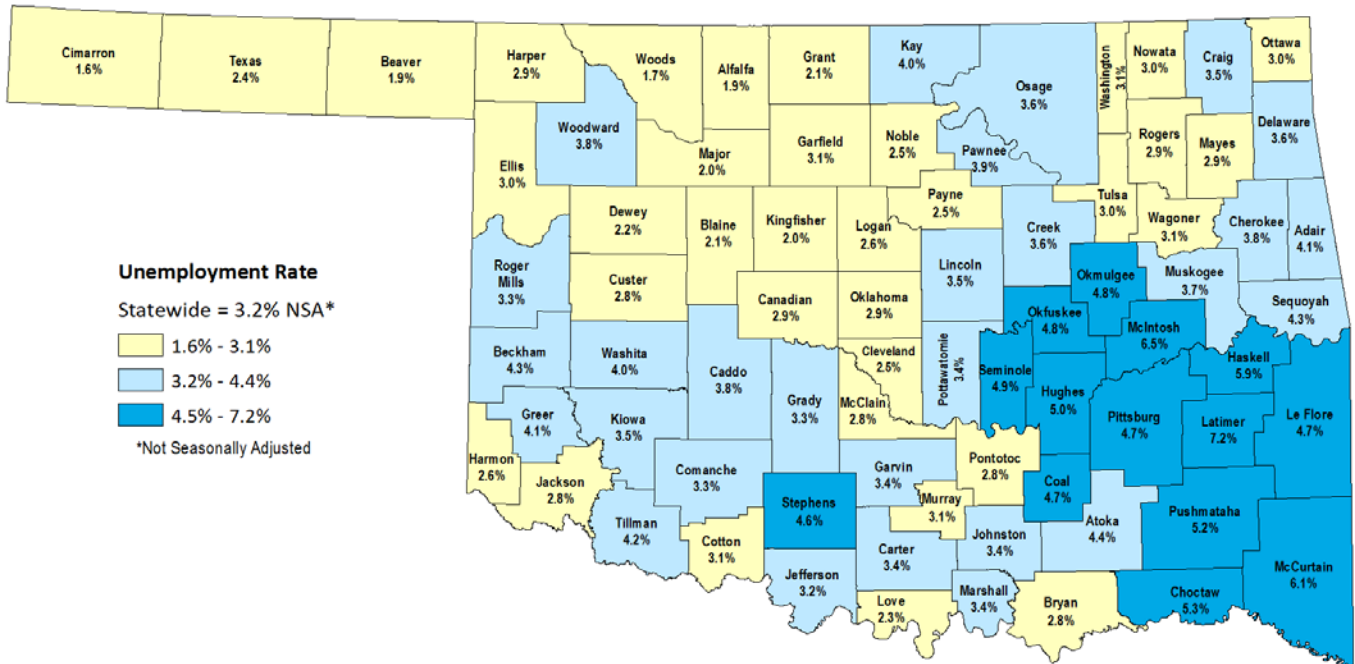 Cimarron
1.6%
Texas
2.4%
Beaver
1.9%
Harper
2.9%
Woods
1.7%
Alfalfa
1.9%
Grant
2.1%
Kay
4.0%
Osage
3.6%
Washington
3.1%
Nowata
3.0%
Craig
3.5%
Ottawa
3.0%
Woodward
3.8%
Ellis
3.0%
Major
2.0%
Garfield
3.1%
Noble
2.5%
Pawnee
3.9%
Rogers
2.9%
Mayes
2.9%
Delaware
3.6%
Dewey
2.2%
Blaine
2.1%
Kingfisher
2.0%
Logan
2.6%
Payne
2.5%
Creek
3.6%
Tulsa
3.0%
Wagoner
3.1%
Cherokee
3.8%
Adair
4.1%
Roger
Mills
3.3%
Custer
2.8%
Canadian
2.9%
Oklahoma
2.9%
Lincoln
3.5%
Okmulgee
4.8%
Muskogee
3.7%
Sequoyah
4.3%
Unemployment Rate
Statewide = 3.2% NSA*
1.6% - 3.1%
3.2% - 4.4%
4.5% - 7.2%
*Not Seasonally Adjusted
Beckham
4.3%
Washita
4.0%
Caddo
3.8%
Grady
3.3%
Cleveland
2.5%
McClain
2.8%
Pottawatomie
3.4%
Seminole
4.9%
Okfuskee
4.8%
McIntosh
6.5%
Haskell
5.9%
Hughes
5.0%
Pittsburg
4.7%
Latimer
7.2%
Le Flore
4.7%
Greer
4.1%
Kiowa
3.5%
Harmon
2.6%
Jackson
2.8%
Comanche
3.3%
Stephens
4.6%
Garvin
3.4%
Murray
3.1%
Pontotoc
2.8%
Coal
4.7%
Atoka
4.4%
Pushmataha
5.2%
McCurtain
6.1%
Tillman
4.2%
Cotton
3.1%
Jefferson
3.2%
Carter
3.4%
Johnston
3.4%
Love
2.3%
Marshall
3.4%
Bryan
2.8%
Choctaw
5.3%